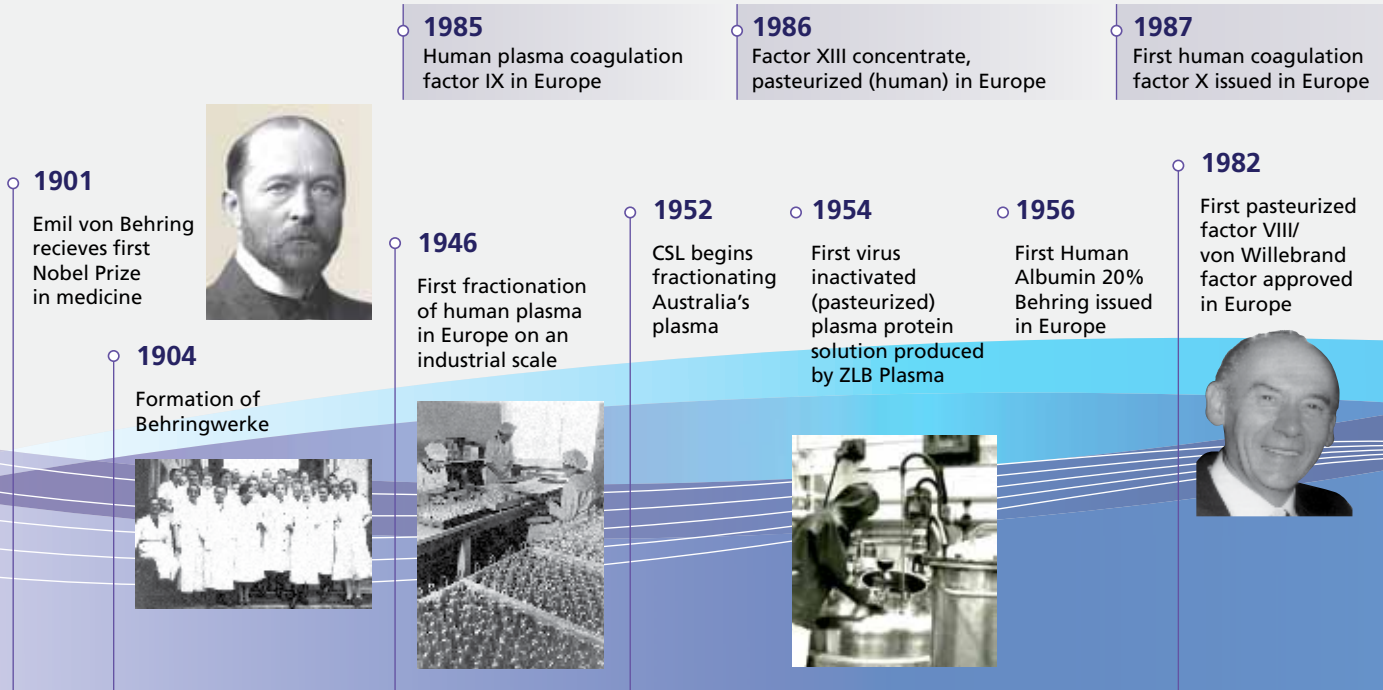 1985
Human plasma coagulation
factor IX in Europe
1986
Factor XIII concentrate,
pasteurized (human) in Europe
1987
First human coagulation
factor X issued in Europe
1901
Emil von Behring
recieves first
Nobel Prize
in medicine
1904
Formation of
Behringwerke
1946
First fractionation
of human plasma
in Europe on an
industrial scale
1952
CSL begins
fractionating
Australia’s
plasma
1954
First virus
inactivated
(pasteurized)
plasma protein
solution produced
by ZLB Plasma
1956
First Human
Albumin 20%
Behring issued
in Europe
1982
First pasteurized
factor VIII/
von Willebrand
factor approved
in Europe